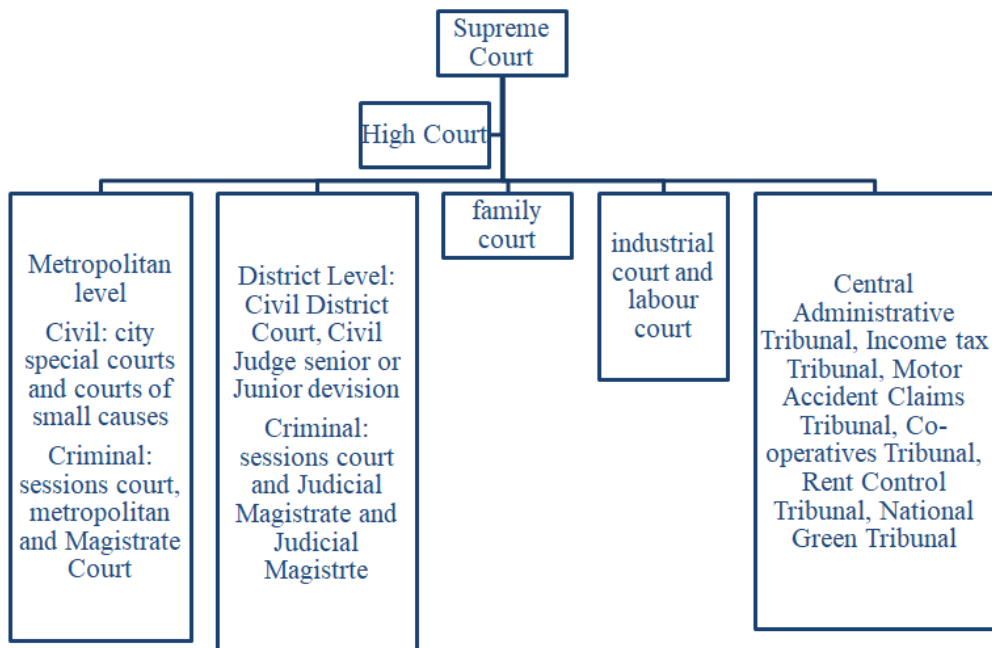 Supreme
Court
High Court
Metropolitan
level
Civil: city
special courts
and courts of
small causes
Criminal:
sessions court,
metropolitan
and Magistrate
Court
District Level:
Civil District
Court, Civil
Judge senior or
Junior devision
Criminal:
sessions court
and Judicial
Magistrate and
Judicial
Magistrte
family
court
industrial
court and
labour
court
Central
Administrative
Tribunal, Income tax
Tribunal, Motor
Accident Claims
Tribunal, Co-
operatives Tribunal,
Rent Control
Tribunal, National
Green Tribunal